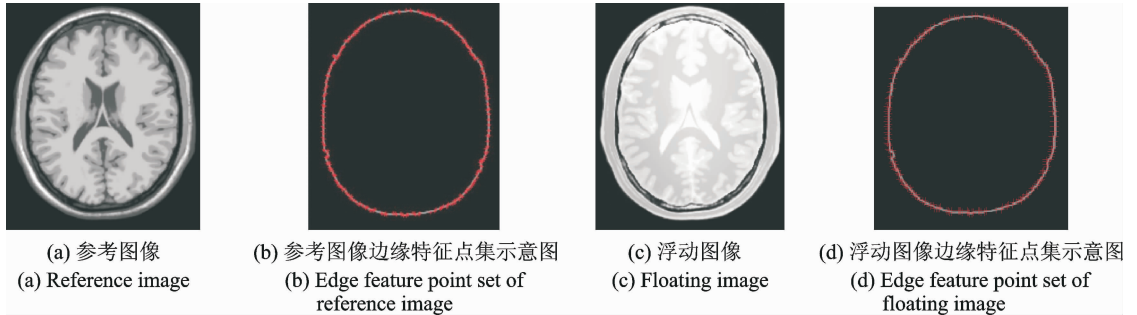 (a) 参考图像
(a) Reference image
(b) 参考图像边缘特征点集示意图
(b) Edge feature point set of
reference image
(c) 浮动图像
(c) Floating image
(d) 浮动图像边缘特征点集示意图
(d) Edge feature point set of
floating image